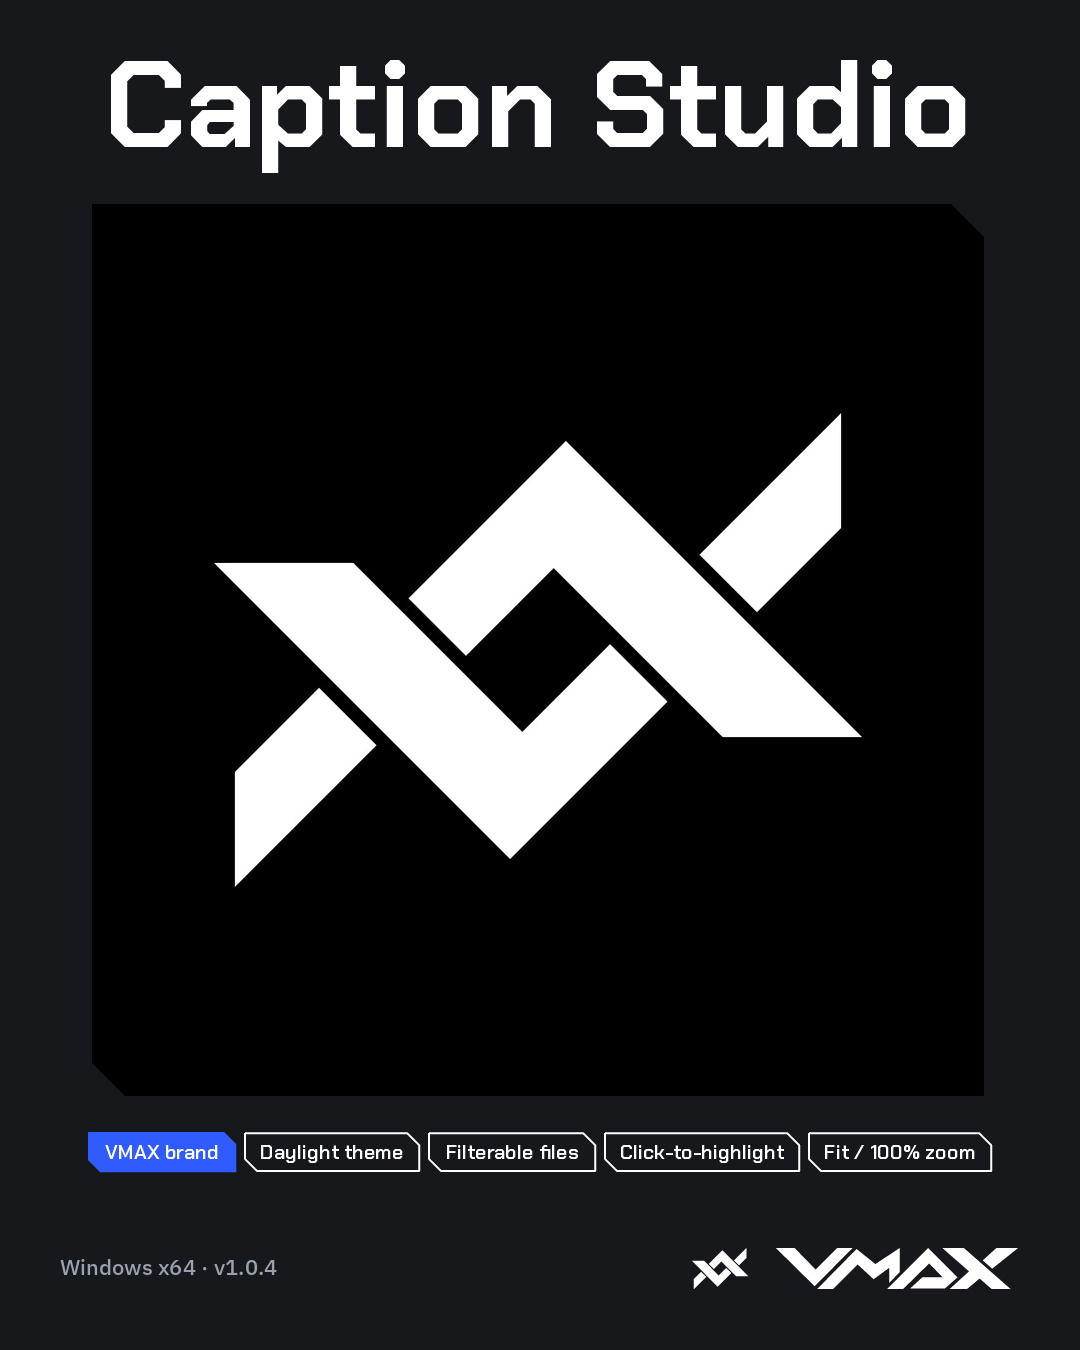 Caption Studio
VMAX brand
Daylight theme
Filterable files
Click-to-highlight
Fit / 100% zoom
Windows x64 · v1.0.4
VMAX